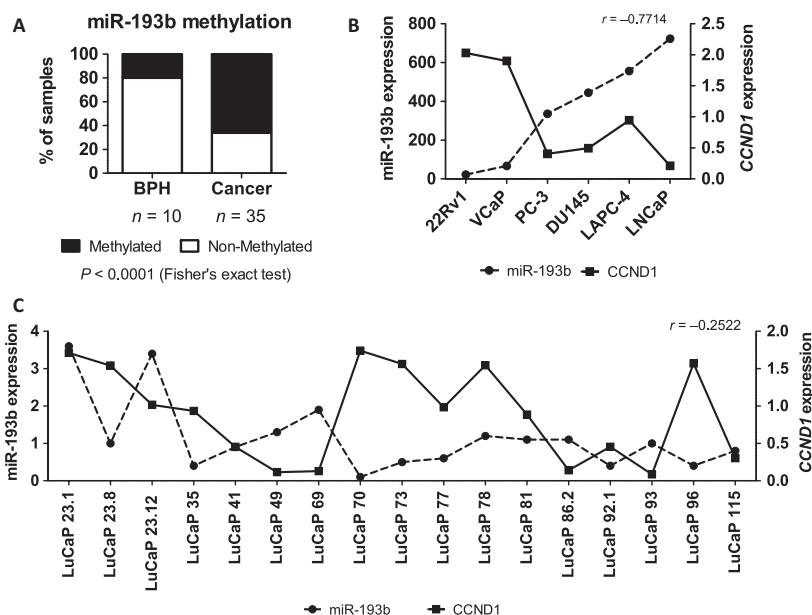 A
miR-193b methylation
% of samples
100
80
60
40
20
0
BPH
Cancer
n = 10
n = 35
Methylated
Non-Methylated
P < 0.0001 (Fisher's exact test)
B
r = –0.7714
miR-193b expression
800
600
400
200
0
CCND1 expression
2.5
2.0
1.5
1.0
0.5
0.0
22Rv1
VCaP
PC-3
DU145
LAPC-4
LNCaP
miR-193b
CCND1
C
r = –0.2522
miR-193b expression
4
3
2
1
0
CCND1 expression
2.0
1.5
1.0
0.5
0.0
LuCaP 23.1
LuCaP 23.8
LuCaP 23.12
LuCaP 35
LuCaP 41
LuCaP 49
LuCaP 69
LuCaP 70
LuCaP 73
LuCaP 77
LuCaP 78
LuCaP 81
LuCaP 86.2
LuCaP 92.1
LuCaP 93
LuCaP 96
LuCaP 115
miR-193b
CCND1